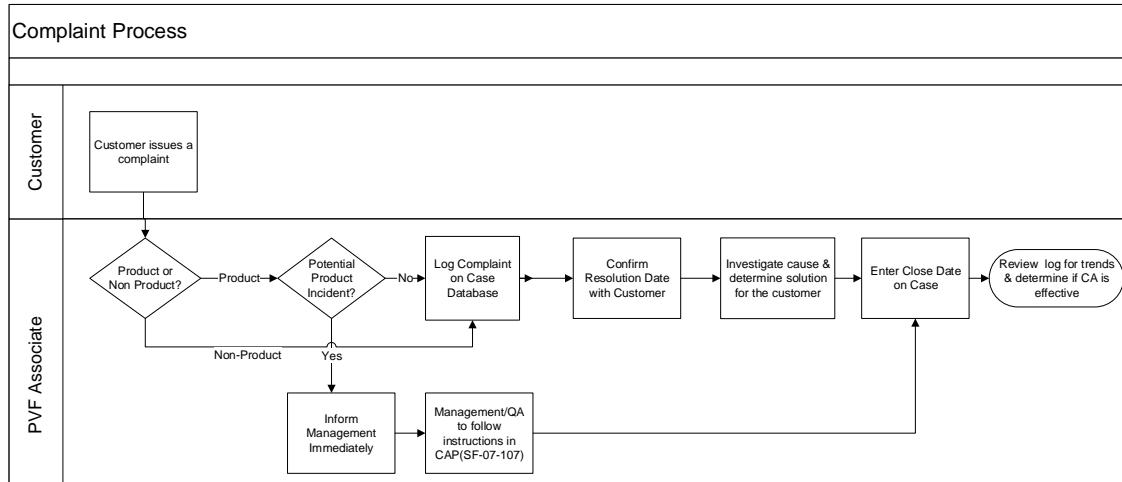 Complaint Process
Customer
Customer issues a
complaint
PVF Associate
Product or
Non Product?
Product
Potential
Product
Incident?
No
Log Complaint
on Case
Database
Confirm
Resolution Date
with Customer
Investigate cause &
determine solution
for the customer
Enter Close Date
on Case
Review log for trends
& determine if CA is
effective
Non-Product
Yes
Inform
Management
Immediately
Management/QA
to follow
instructions in
CAP(SF-07-107)